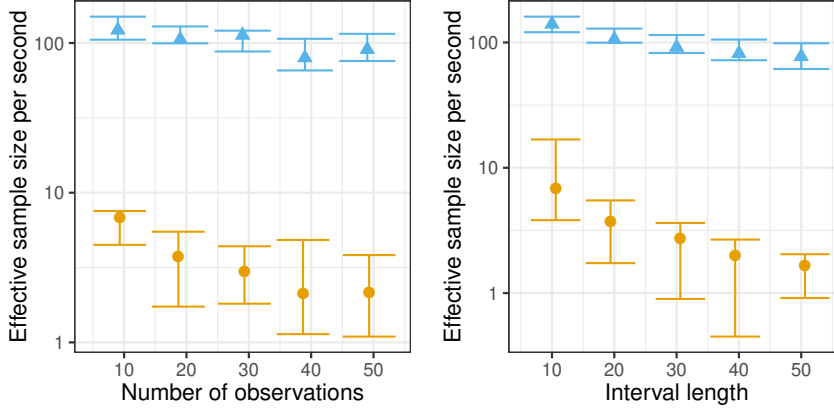 Effective sample size per second
100
10
1
10 20 30 40 50
Number of observations
Effective sample size per second
100
10
1
10 20 30 40 50
Interval length